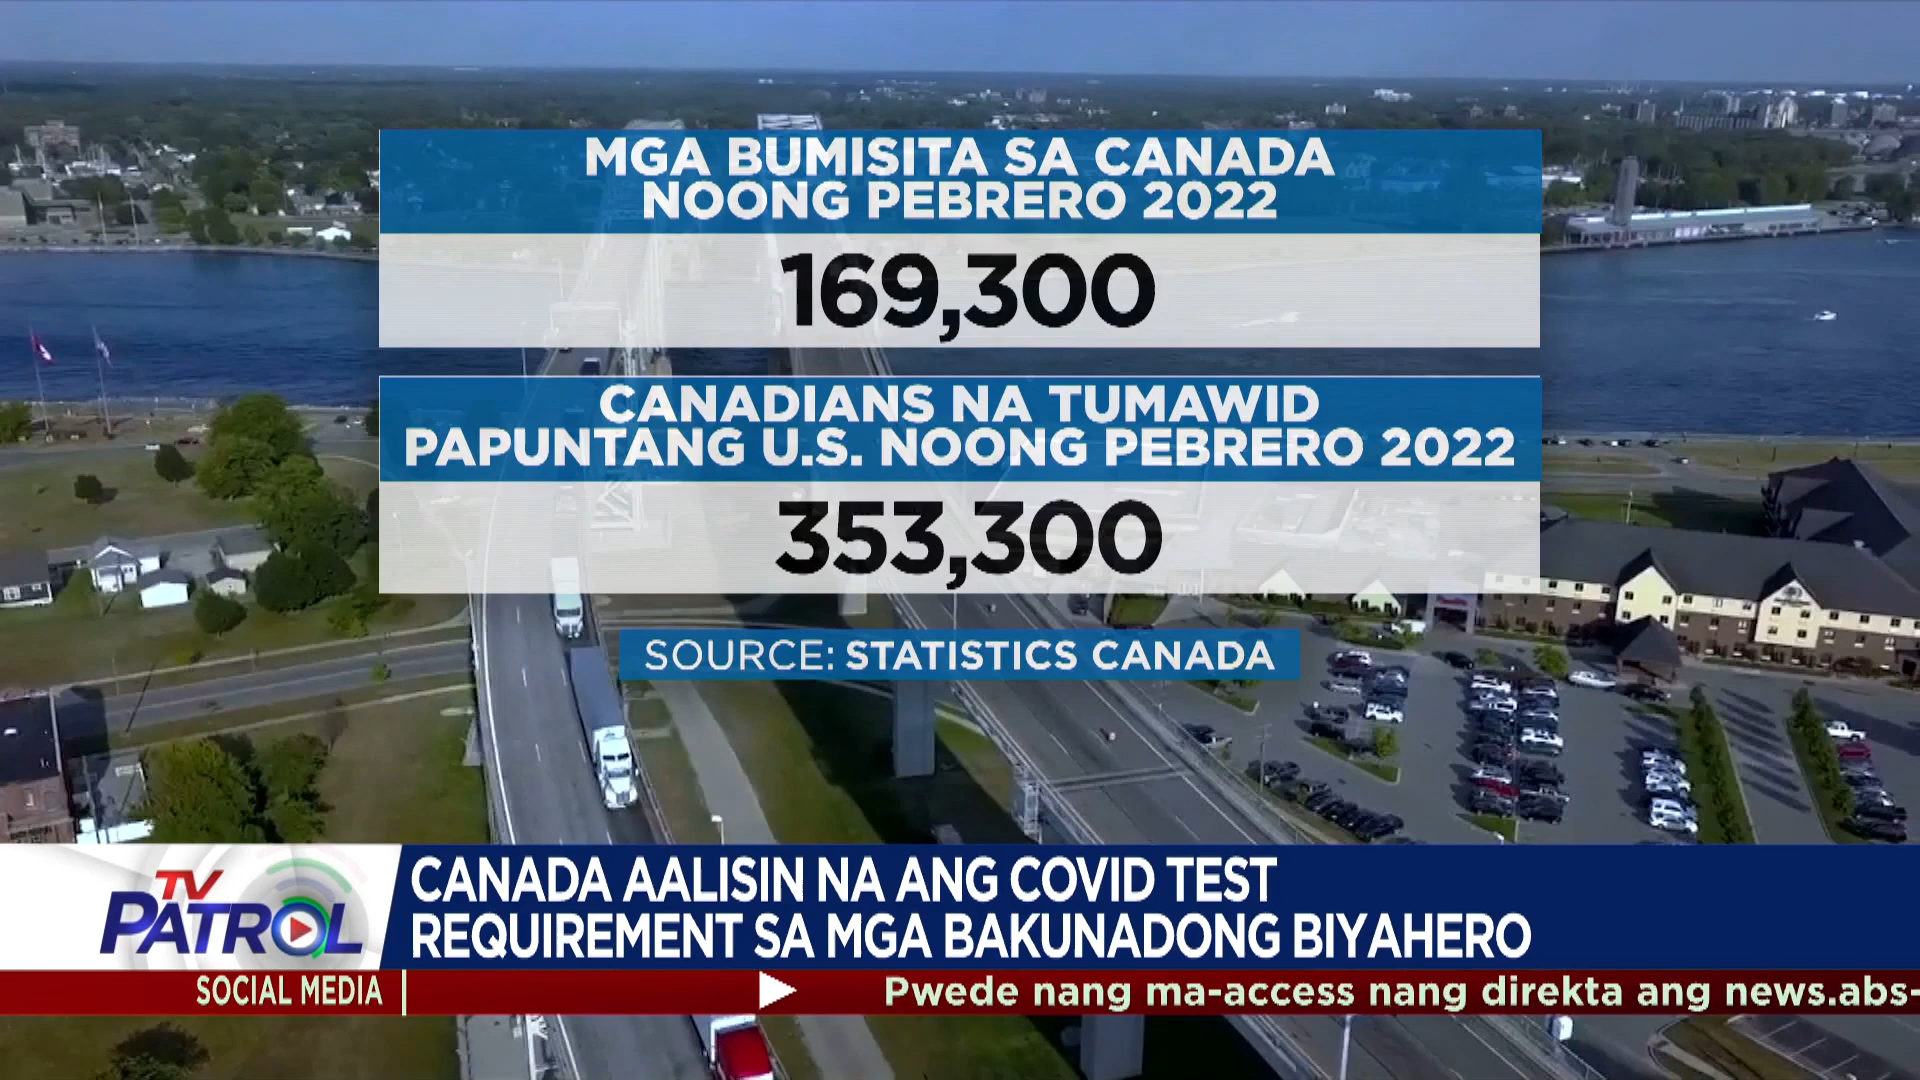 MGA BUMISITA SA CANADA
NOONG PEBRERO 2022
169,300
CANADIANS NA TUMAWID
PAPUNTANG U.S. NOONG PEBRERO 2022
353,300
SOURCE: STATISTICS CANADA
TV
PATROL
CANADA AALISIN NA ANG COVID TEST
REQUIREMENT SA MGA BAKUNADONG BIYAHERO
SOCIAL MEDIA
Pwede nang ma-access nang direkta ang news.abs-